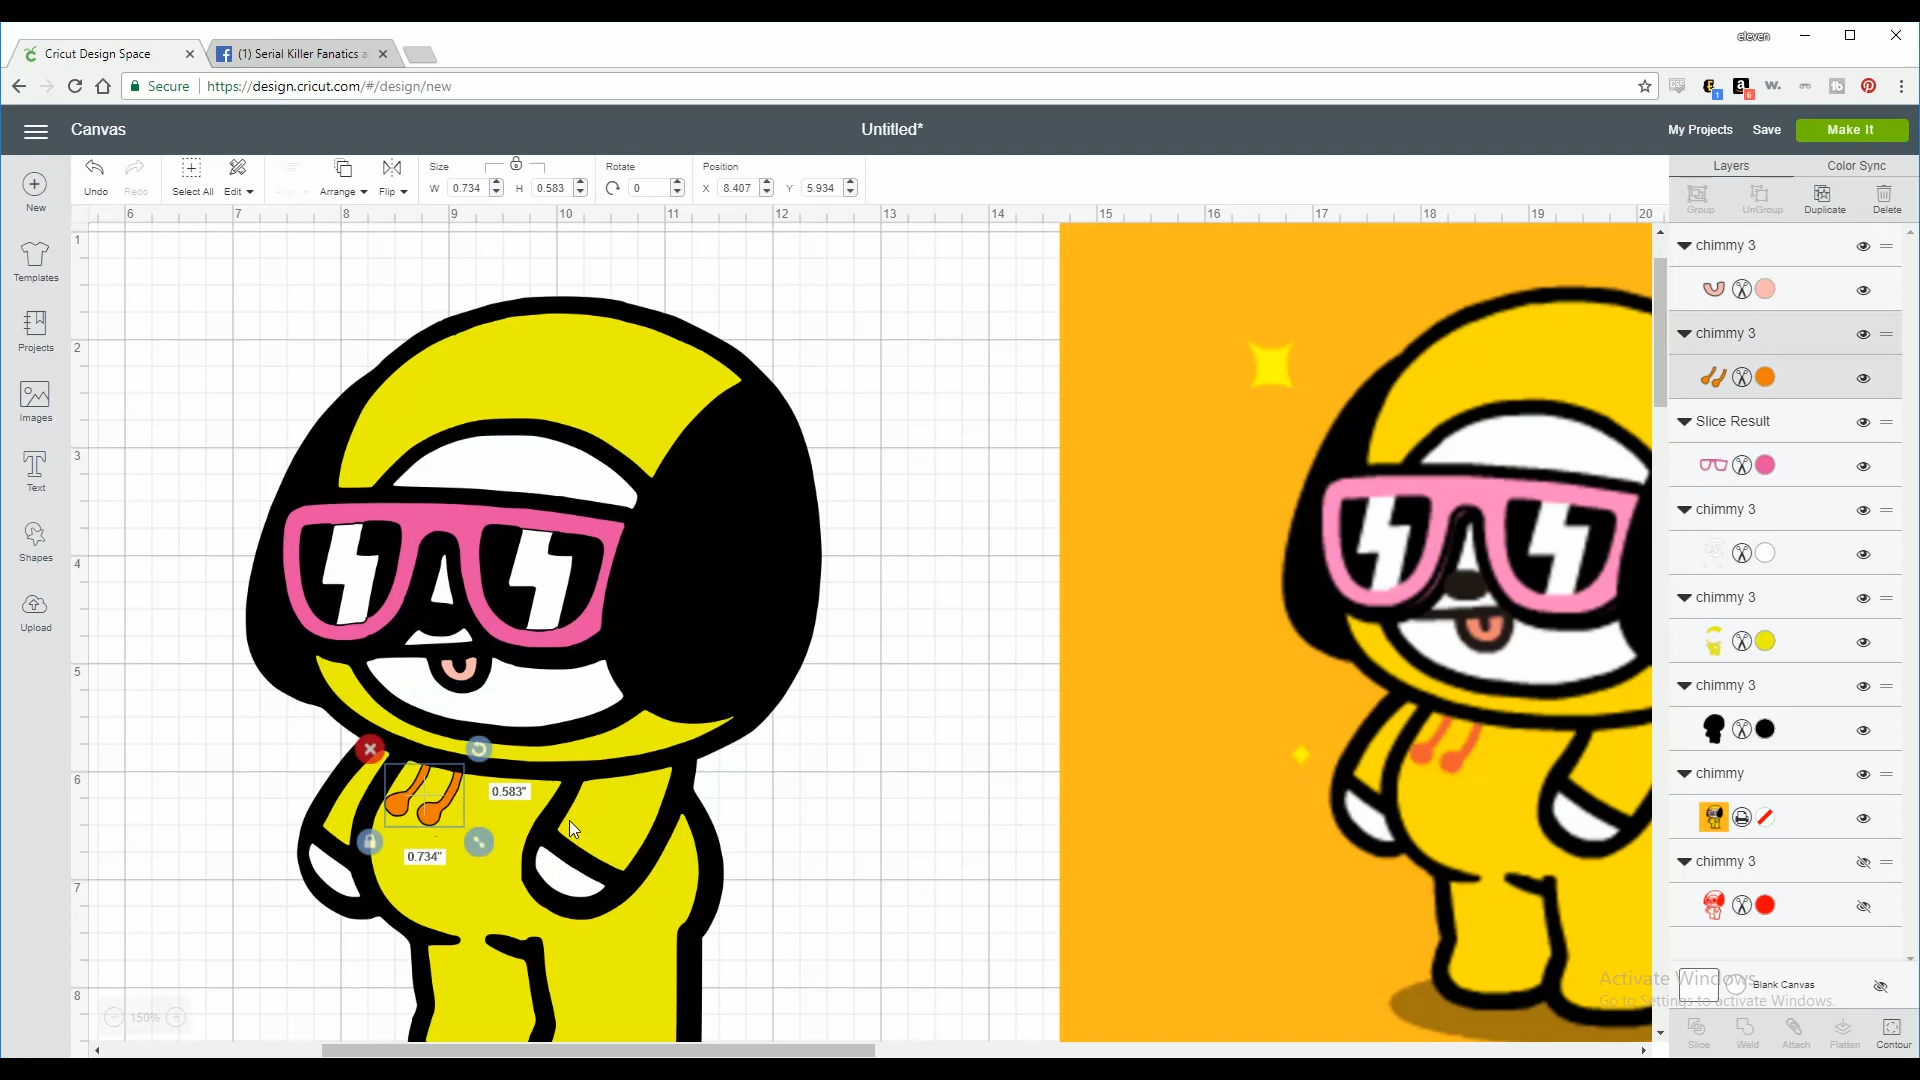 eleven
Cricut Design Space
(1) Serial Killer Fanatics a
Secure
https://design.cricut.com/#/design/new
1
6
Canvas
Untitled*
My Projects
Save
Make It
New
Undo
Redo
Select All
Edit
Align
Arrange
Flip
Size
W 0.734
H 0.583
Rotate
0
Position
X 8.407
Y 5.934
Layers
Color Sync
Group
UnGroup
Duplicate
Delete
6 7 8 9 10 11 12 13 14 15 16 17 18 19 20
1
2
3
4
5
6
7
8
Templates
Projects
Images
Text
Shapes
Upload
0.583"
0.734"
150%
chimmy 3
chimmy 3
Slice Result
chimmy 3
chimmy 3
chimmy 3
chimmy
chimmy 3
Activate Windows
Go to Settings to activate Windows.
Blank Canvas
Slice
Weld
Attach
Flatten
Contour